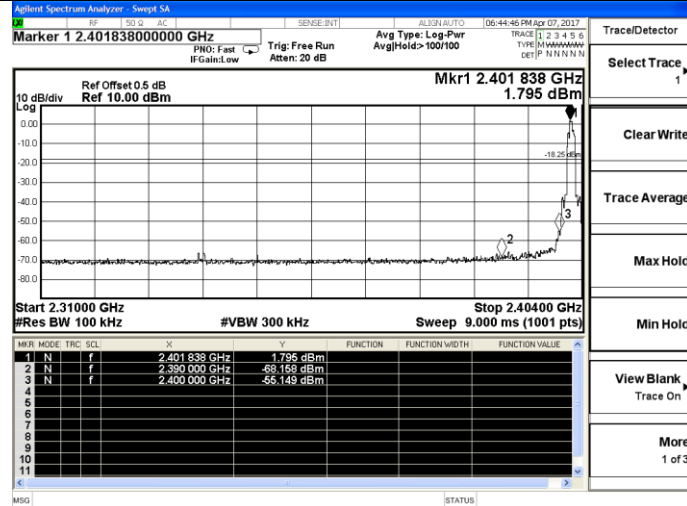 Agilent Spectrum Analyzer - Swept SA
RF 50 Ω AC SENSE:INT ALIGN AUTO 06:44:46 PM Apr 07, 2017
Marker 1 2.401838000000 GHz
PNO: Fast
IFGain:Low
Trig: Free Run
Atten: 20 dB
Avg Type: Log-Pwr
Avg|Hold:>100/100
TRACE 1 2 3 4 5 6
TYPE M
DET P N N N N N
Ref Offset 0.5 dB
10 dB/div Ref 10.00 dBm
Log
Mkr1 2.401 838 GHz
1.795 dBm
0.00
-10.0
-20.0
-30.0
-40.0
-50.0
-60.0
-70.0
-80.0
-18.25 dBm
2
3
Start 2.31000 GHz Stop 2.40400 GHz
#Res BW 100 kHz #VBW 300 kHz Sweep 9.000 ms (1001 pts)
MKR MODE TRC SCL X Y FUNCTION FUNCTION WIDTH FUNCTION VALUE
1 N f 2.401 838 GHz 1.795 dBm
2 N f 2.390 000 GHz -68.158 dBm
3 N f 2.400 000 GHz -55.149 dBm
4
5
6
7
8
9
10
11
MSG STATUS
Trace/Detector
Select Trace
1
Clear Write
Trace Average
Max Hold
Min Hold
View Blank
Trace On
More
1 of 3